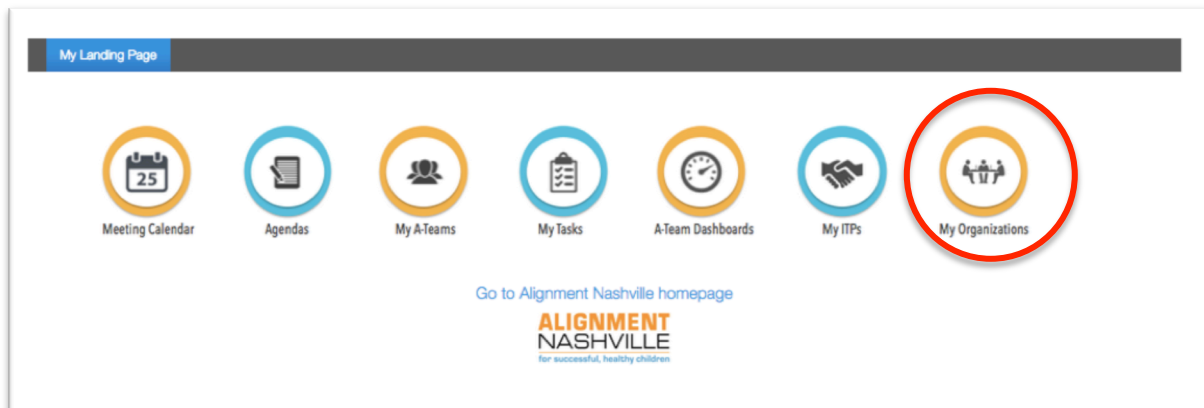 My Landing Page
25
Meeting Calendar
Agendas
My A-Teams
My Tasks
A-Team Dashboards
My ITPs
My Organizations
Go to Alignment Nashville homepage
ALIGNMENT
NASHVILLE
for successful, healthy children